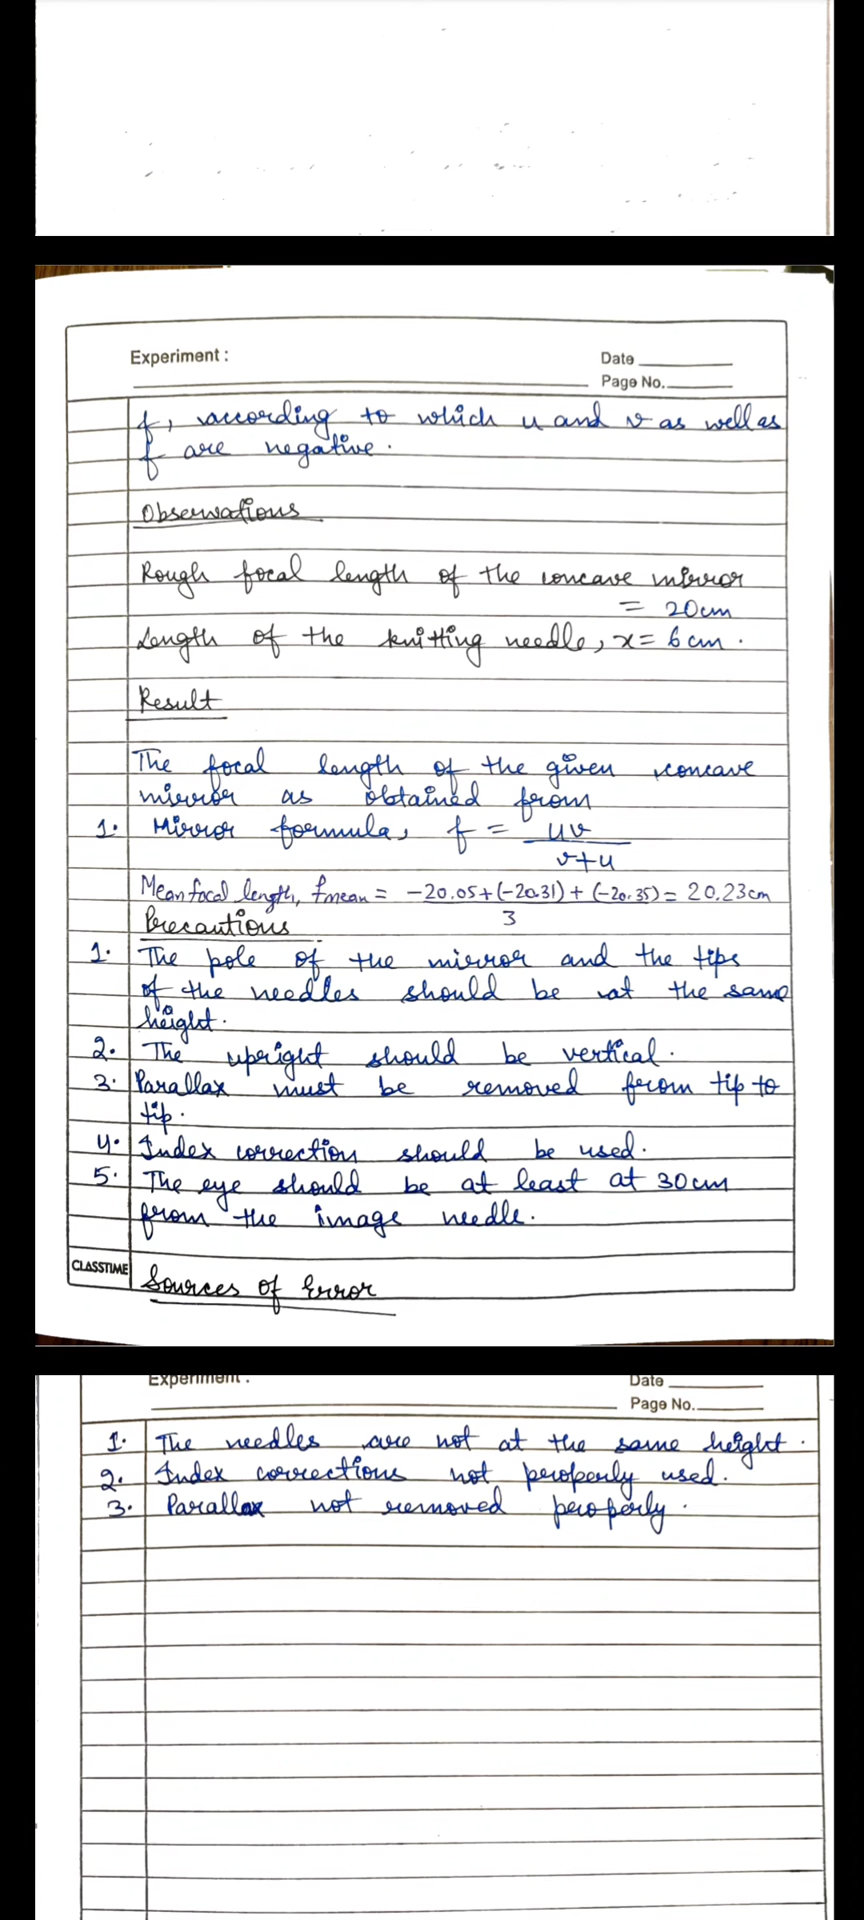 Experiment :
Date
Page No.
f, according to which u and v as well as
f are negative.
Observations
Rough focal length of the concave mirror
= 20cm
Length of the knitting needle, x = 6 cm.
Result
The focal length of the given concave
mirror as obtained from
1. Mirror formula, f = uv
v+u
Mean focal length, fmean = -20.05+(-20.31) + (-20.35) = 20.23cm
3
Precautions
1. The pole of the mirror and the tips
of the needles should be at the same
height.
2. The upright should be vertical.
3. Parallax must be removed from tip to
tip.
4. Index correction should be used.
5. The eye should be at least at 30cm
from the image needle.
CLASSTIME
Sources of Error
Experiment :
Date
Page No.
1. The needles are not at the same height.
2. Index corrections not properly used.
3. Parallax not removed properly.